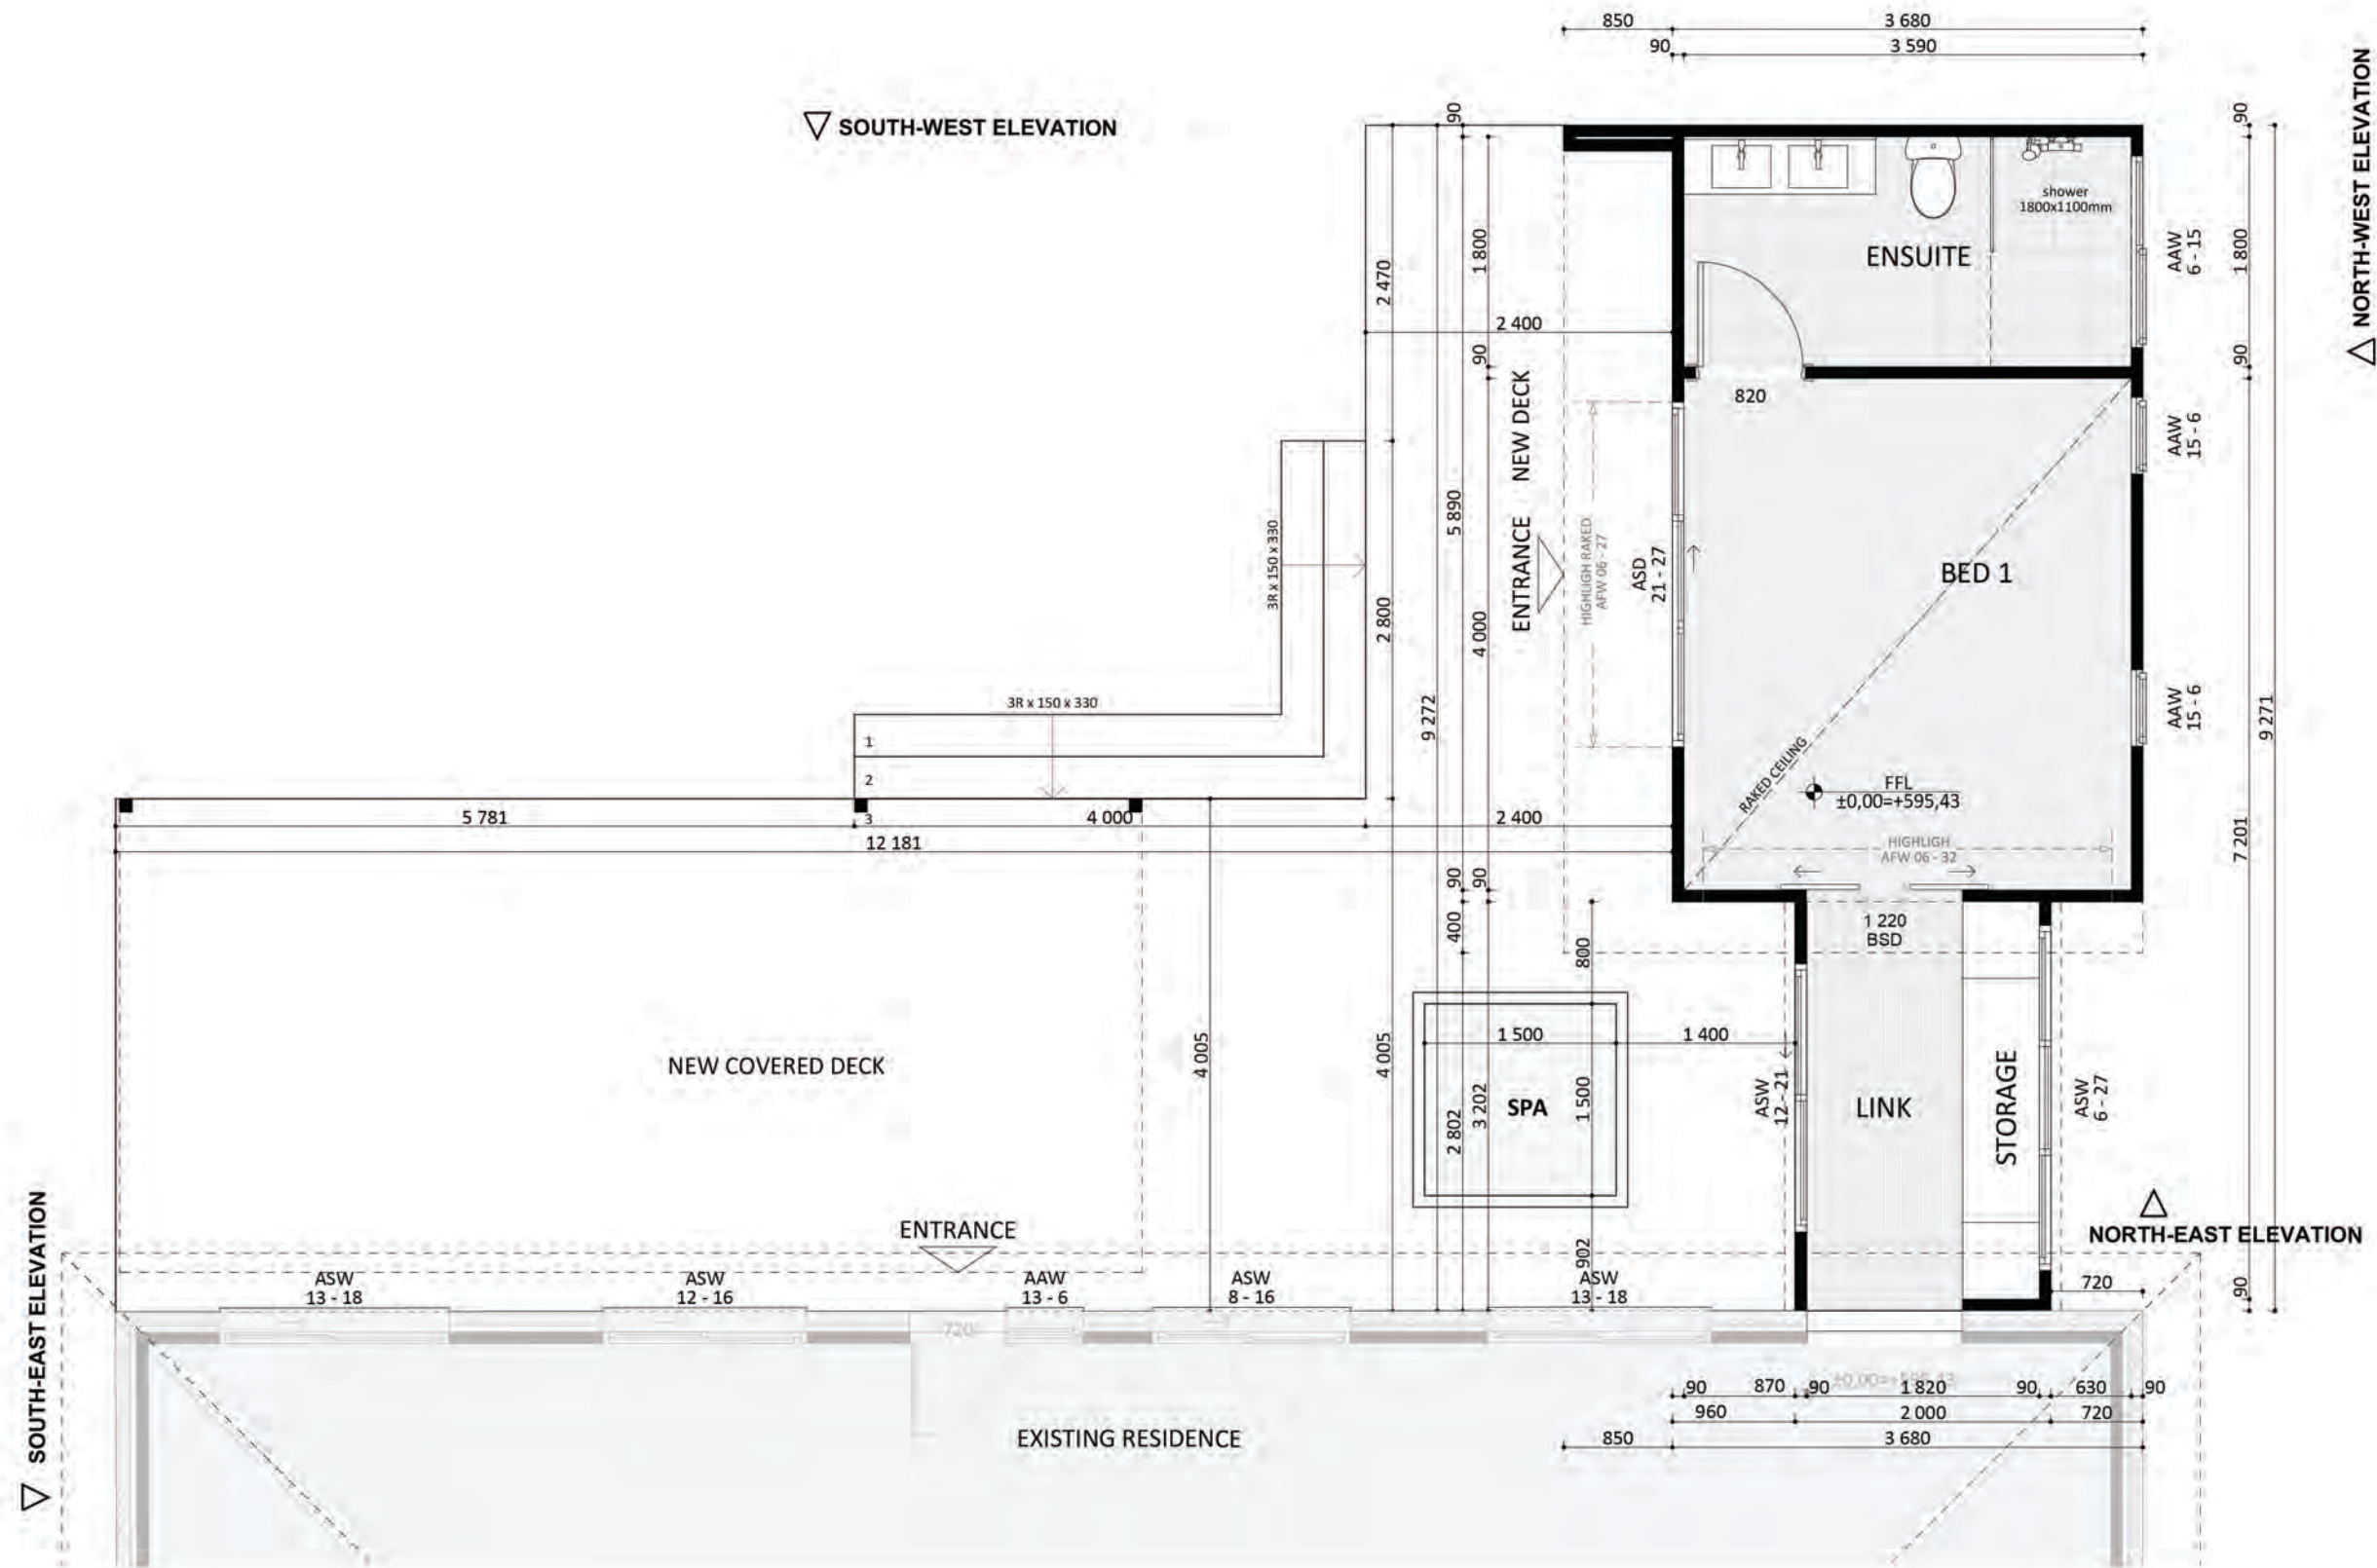 850
3 680
90
3 590
SOUTH-WEST ELEVATION
NORTH-WEST ELEVATION
90
90
shower
1800x1100mm
ENSUITE
AAW
6 - 15
1 800
1 800
2 470
2 400
90
90
820
NEW DECK
ENTRANCE
HIGHLIGH RAKED
AFW 06 - 27
ASD
21 - 27
AAW
15 - 6
BED 1
5 890
4 000
2 800
3R x 150 x 330
3R x 150 x 330
1
2
3
9 272
AAW
15 - 6
9 271
7 201
RAKED CEILING
FFL
±0,00=+595,43
HIGHLIGH
AFW 06 - 32
5 781
4 000
2 400
12 181
90
90
400
800
1 220
BSD
NEW COVERED DECK
4 005
4 005
1 500
1 400
2 802
3 202
SPA
1 500
902
ASW
12 - 21
LINK
STORAGE
ASW
6 - 27
NORTH-EAST ELEVATION
SOUTH-EAST ELEVATION
ENTRANCE
720
90
ASW
13 - 18
ASW
12 - 16
AAW
13 - 6
ASW
8 - 16
ASW
13 - 18
720
±0,00=+595,43
90
870
90
1 820
90
630
90
960
2 000
720
850
3 680
EXISTING RESIDENCE